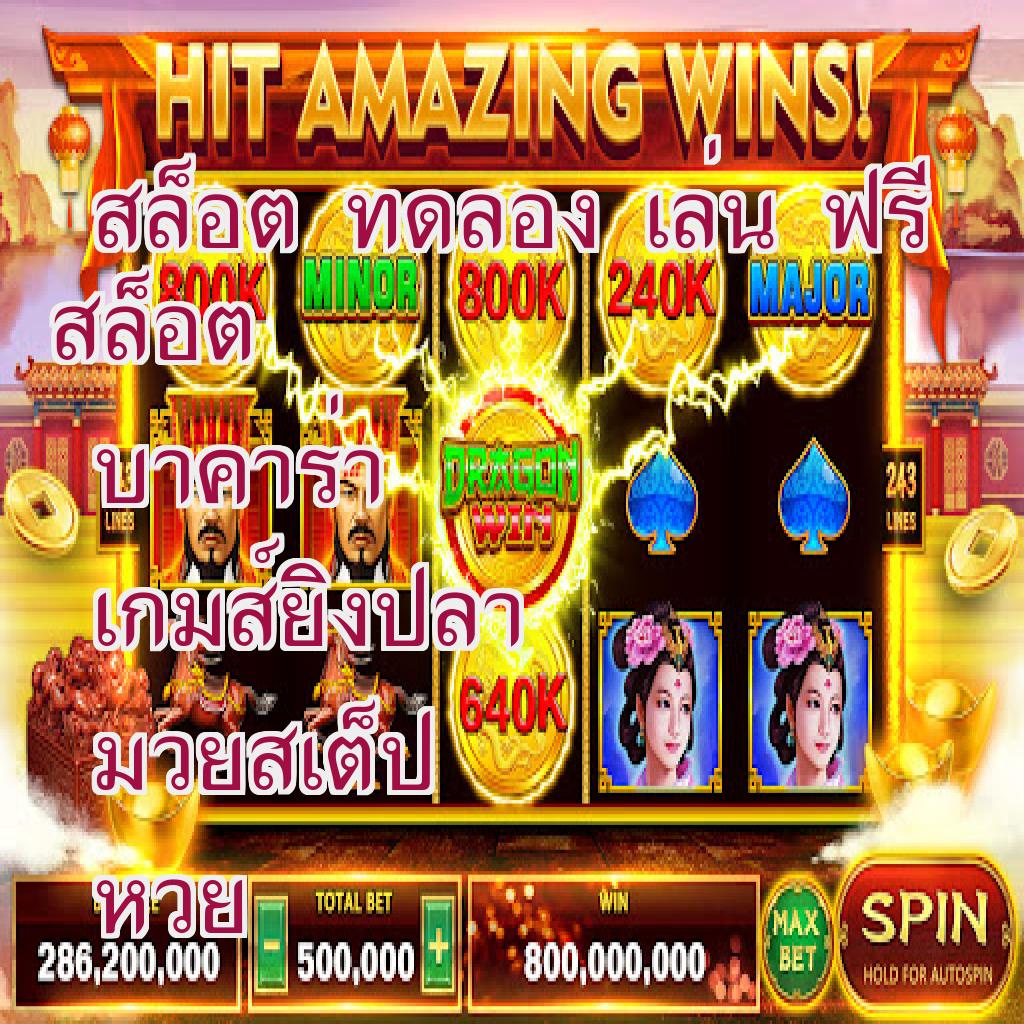 HIT AMAZING WINS!
สล็อต ทดลอง เล่น ฟรี
800K MINOR 800K 240K MAJOR
สล็อต
บาคาร่า
DRAGON
WIN
243
LINES
LINES
เกมส์ยิงปลา
640K
มวยสเต็ป
หวย
TOTAL BET
WIN
286,200,000
- 500,000 +
800,000,000
MAX
BET
SPIN
HOLD FOR AUTOSPIN